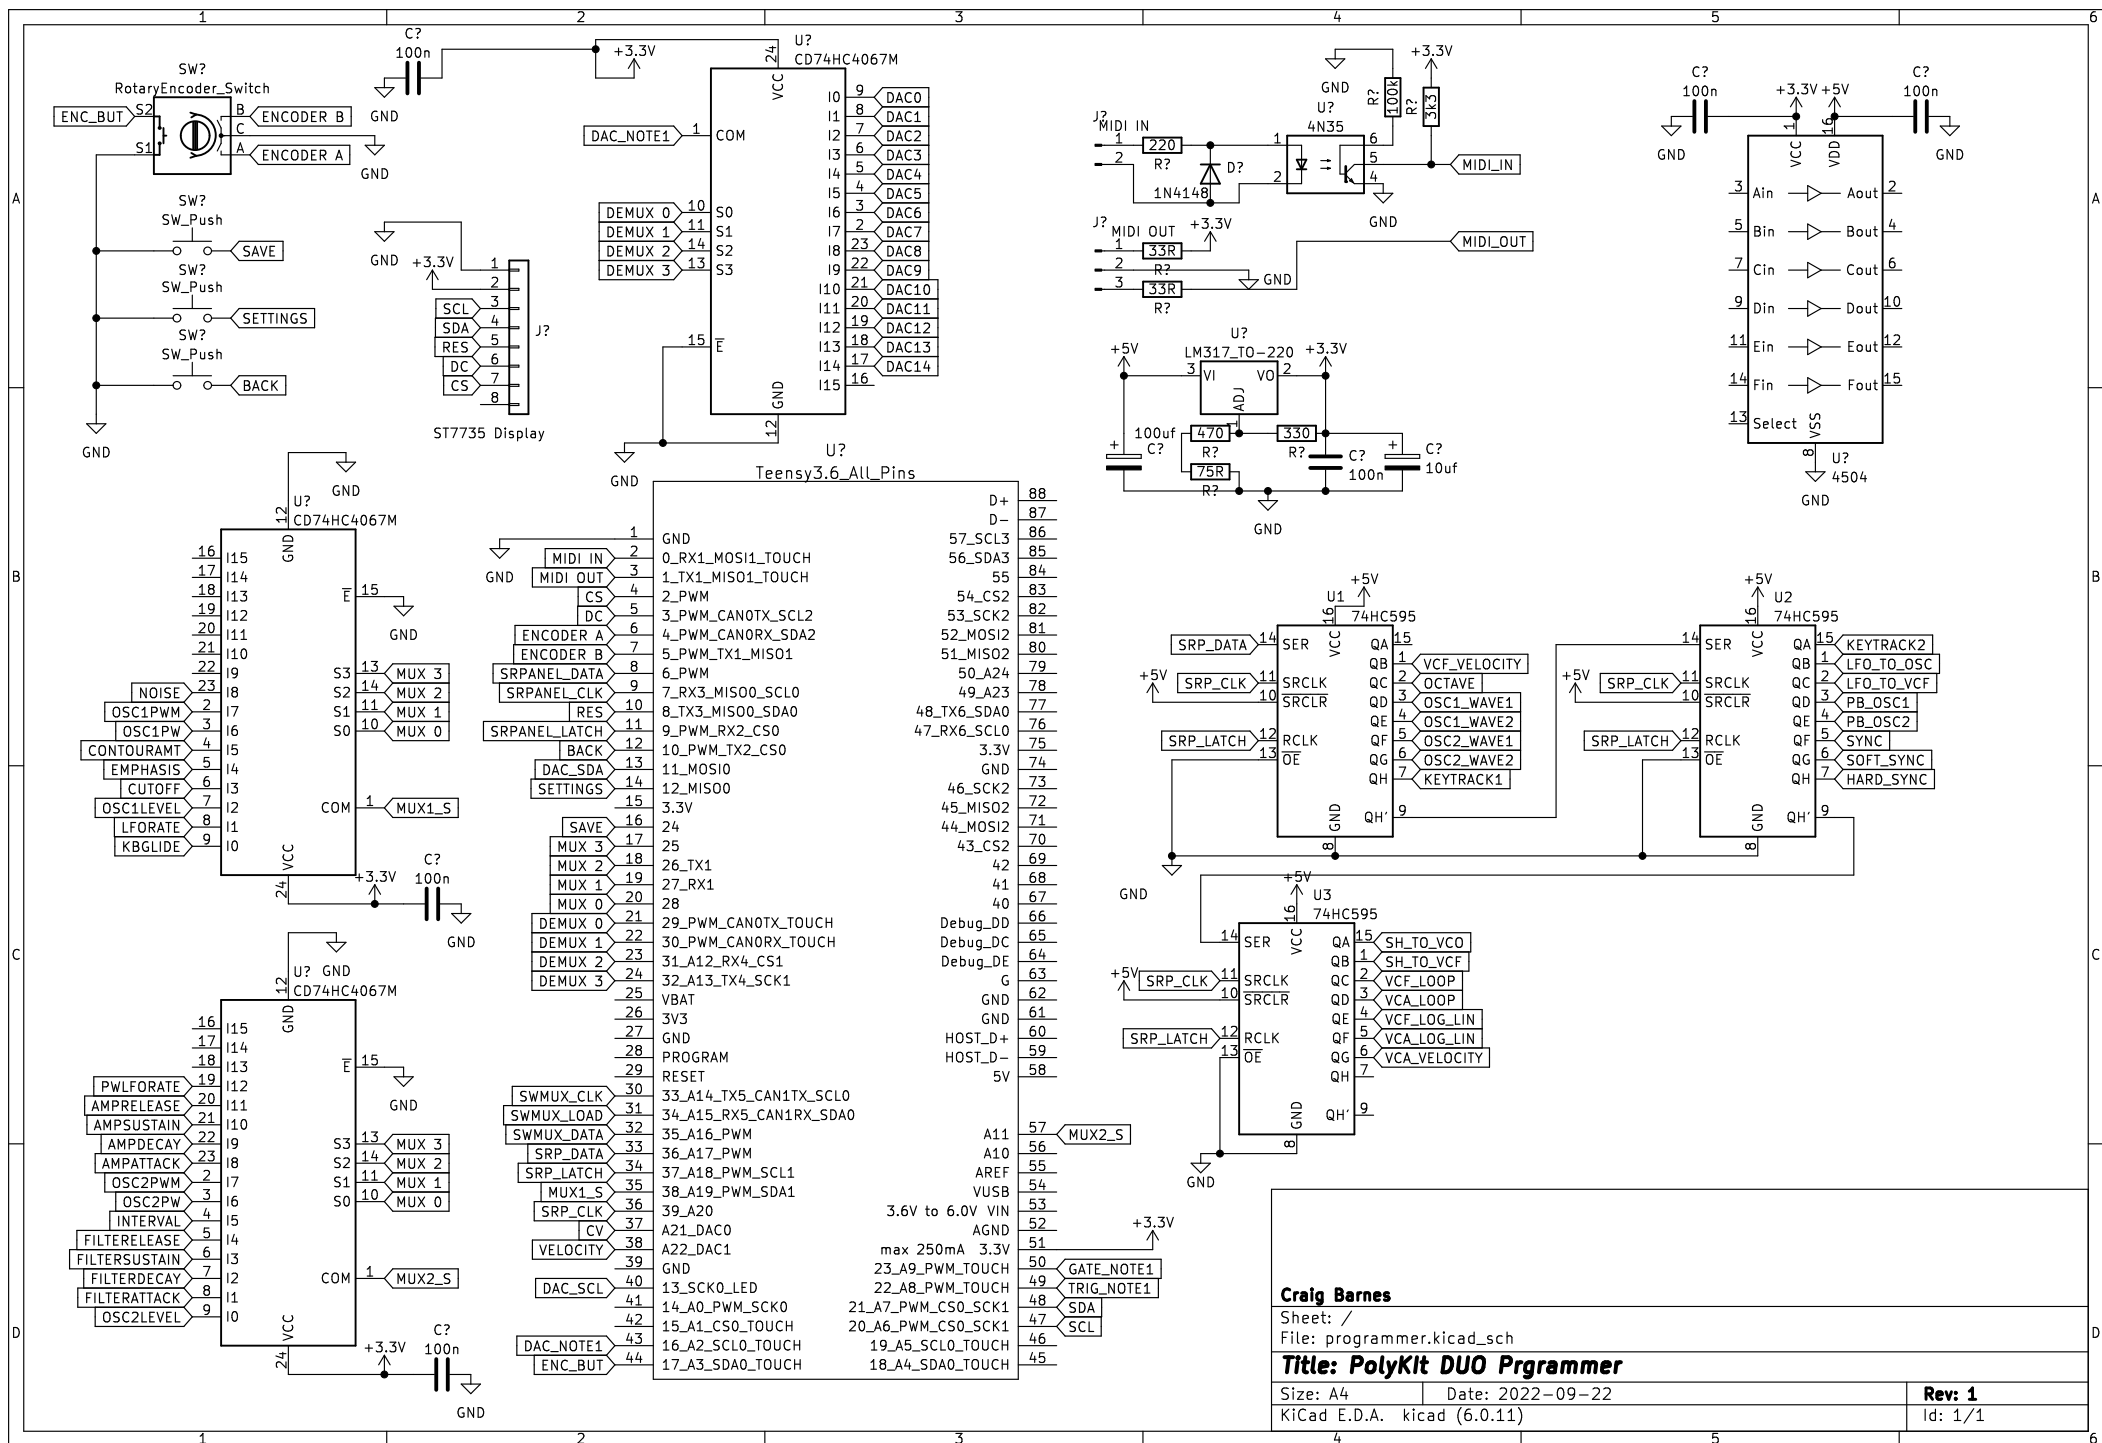 1 2 3 4 5 6
A
B
C
D
SW?
RotaryEncoder_Switch
ENC_BUT S2 B ENCODER B
C
S1 A ENCODER A
GND
SW?
SW_Push
SAVE
SW?
SW_Push
SETTINGS
SW?
SW_Push
BACK
GND
C?
100n
GND
+3.3V
U?
CD74HC4067M
24
VCC
DAC_NOTE1 1 COM
DEMUX 0 10 S0
DEMUX 1 11 S1
DEMUX 2 14 S2
DEMUX 3 13 S3
15 E
I0 9 DAC0
I1 8 DAC1
I2 7 DAC2
I3 6 DAC3
I4 5 DAC4
I5 4 DAC5
I6 3 DAC6
I7 2 DAC7
I8 23 DAC8
I9 22 DAC9
I10 21 DAC10
I11 20 DAC11
I12 19 DAC12
I13 18 DAC13
I14 17 DAC14
I15 16
GND
12
GND
GND
+3.3V
1
2
SCL 3
SDA 4
RES 5
DC 6
CS 7
8
J?
ST7735 Display
J?
MIDI IN
1 220
R?
2
D?
1N4148
U?
4N35
1 6
5
2 4
GND
R?
100k
R?
3k3
+3.3V
MIDI_IN
GND
J?
MIDI OUT
+3.3V
1 33R
R?
2 GND
3 33R
R?
MIDI_OUT
U?
LM317_TO-220
+5V +3.3V
3 VI VO 2
ADJ
1
100uf
C?
470
R?
330
R?
75R
R?
C?
100n
C?
10uf
GND
C?
100n
+3.3V +5V
C?
100n
GND
GND
1 16
VCC VDD
3 Ain Aout 2
5 Bin Bout 4
7 Cin Cout 6
9 Din Dout 10
11 Ein Eout 12
14 Fin Fout 15
13 Select
VSS
8
U?
4504
GND
GND
U?
CD74HC4067M
12
GND
16 I15
17 I14
18 I13
19 I12
20 I11
21 I10
22 I9
NOISE 23 I8
OSC1PWM 2 I7
OSC1PW 3 I6
CONTOURAMT 4 I5
EMPHASIS 5 I4
CUTOFF 6 I3
OSC1LEVEL 7 I2
LFORATE 8 I1
KBGLIDE 9 I0
E 15
GND
S3 13 MUX 3
S2 14 MUX 2
S1 11 MUX 1
S0 10 MUX 0
COM 1 MUX1_S
VCC
24
+3.3V
C?
100n
GND
GND
U?
CD74HC4067M
12
GND
16 I15
17 I14
18 I13
PWLFORATE 19 I12
AMPRELEASE 20 I11
AMPSUSTAIN 21 I10
AMPDECAY 22 I9
AMPATTACK 23 I8
OSC2PWM 2 I7
OSC2PW 3 I6
INTERVAL 4 I5
FILTERELEASE 5 I4
FILTERSUSTAIN 6 I3
FILTERDECAY 7 I2
FILTERATTACK 8 I1
OSC2LEVEL 9 I0
E 15
GND
S3 13 MUX 3
S2 14 MUX 2
S1 11 MUX 1
S0 10 MUX 0
COM 1 MUX2_S
VCC
24
+3.3V
C?
100n
GND
U?
Teensy3.6_All_Pins
GND
1 GND
MIDI IN 2 0_RX1_MOSI1_TOUCH
MIDI OUT 3 1_TX1_MISO1_TOUCH
CS 4 2_PWM
DC 5 3_PWM_CAN0TX_SCL2
ENCODER A 6 4_PWM_CAN0RX_SDA2
ENCODER B 7 5_PWM_TX1_MISO1
SRPANEL_DATA 8 6_PWM
SRPANEL_CLK 9 7_RX3_MISO0_SCL0
RES 10 8_TX3_MISO0_SDA0
SRPANEL_LATCH 11 9_PWM_RX2_CS0
BACK 12 10_PWM_TX2_CS0
DAC_SDA 13 11_MOSI0
SETTINGS 14 12_MISO0
15 3.3V
SAVE 16 24
MUX 3 17 25
MUX 2 18 26_TX1
MUX 1 19 27_RX1
MUX 0 20 28
DEMUX 0 21 29_PWM_CAN0TX_TOUCH
DEMUX 1 22 30_PWM_CAN0RX_TOUCH
DEMUX 2 23 31_A12_RX4_CS1
DEMUX 3 24 32_A13_TX4_SCK1
25 VBAT
26 3V3
27 GND
28 PROGRAM
29 RESET
SWMUX_CLK 30 33_A14_TX5_CAN1TX_SCL0
SWMUX_LOAD 31 34_A15_RX5_CAN1RX_SDA0
SWMUX_DATA 32 35_A16_PWM
SRP_DATA 33 36_A17_PWM
SRP_LATCH 34 37_A18_PWM_SCL1
MUX1_S 35 38_A19_PWM_SDA1
SRP_CLK 36 39_A20
CV 37 A21_DAC0
VELOCITY 38 A22_DAC1
39 GND
DAC_SCL 40 13_SCK0_LED
41 14_A0_PWM_SCK0
42 15_A1_CS0_TOUCH
DAC_NOTE1 43 16_A2_SCL0_TOUCH
ENC_BUT 44 17_A3_SDA0_TOUCH
D+ 88
D- 87
57_SCL3 86
56_SDA3 85
55 84
54_CS2 83
53_SCK2 82
52_MOSI2 81
51_MISO2 80
50_A24 79
49_A23 78
48_TX6_SDA0 77
47_RX6_SCL0 76
3.3V 75
GND 74
46_SCK2 73
45_MISO2 72
44_MOSI2 71
43_CS2 70
42 69
41 68
40 67
Debug_DD 66
Debug_DC 65
Debug_DE 64
G 63
GND 62
GND 61
HOST_D+ 60
HOST_D- 59
5V 58
A11 57 MUX2_S
A10 56
AREF 55
VUSB 54
3.6V to 6.0V VIN 53
AGND 52
max 250mA 3.3V 51
+3.3V
23_A9_PWM_TOUCH 50 GATE_NOTE1
22_A8_PWM_TOUCH 49 TRIG_NOTE1
21_A7_PWM_CS0_SCK1 48 SDA
20_A6_PWM_CS0_SCK1 47 SCL
19_A5_SCL0_TOUCH 46
18_A4_SDA0_TOUCH 45
+5V
U1
74HC595
16
VCC
SRP_DATA 14 SER
+5V
SRP_CLK 11 SRCLK
10 SRCLR
SRP_LATCH 12 RCLK
13 OE
QA 15
QB 1 VCF_VELOCITY
QC 2 OCTAVE
QD 3 OSC1_WAVE1
QE 4 OSC1_WAVE2
QF 5 OSC2_WAVE1
QG 6 OSC2_WAVE2
QH 7 KEYTRACK1
QH' 9
GND
8
GND
+5V
U2
74HC595
16
VCC
14 SER
+5V
SRP_CLK 11 SRCLK
10 SRCLR
SRP_LATCH 12 RCLK
13 OE
QA 15 KEYTRACK2
QB 1 LFO_TO_OSC
QC 2 LFO_TO_VCF
QD 3 PB_OSC1
QE 4 PB_OSC2
QF 5 SYNC
QG 6 SOFT_SYNC
QH 7 HARD_SYNC
QH' 9
GND
8
+5V
U3
74HC595
16
VCC
14 SER
+5V
SRP_CLK 11 SRCLK
10 SRCLR
SRP_LATCH 12 RCLK
13 OE
QA 15 SH_TO_VCO
QB 1 SH_TO_VCF
QC 2 VCF_LOOP
QD 3 VCA_LOOP
QE 4 VCF_LOG_LIN
QF 5 VCA_LOG_LIN
QG 6 VCA_VELOCITY
QH 7
QH' 9
GND
8
GND
Craig Barnes
Sheet: /
File: programmer.kicad_sch
Title: PolyKIt DUO Prgrammer
Size: A4 Date: 2022-09-22 Rev: 1
KiCad E.D.A. kicad (6.0.11) Id: 1/1
A
B
C
D
1 2 3 4 5 6